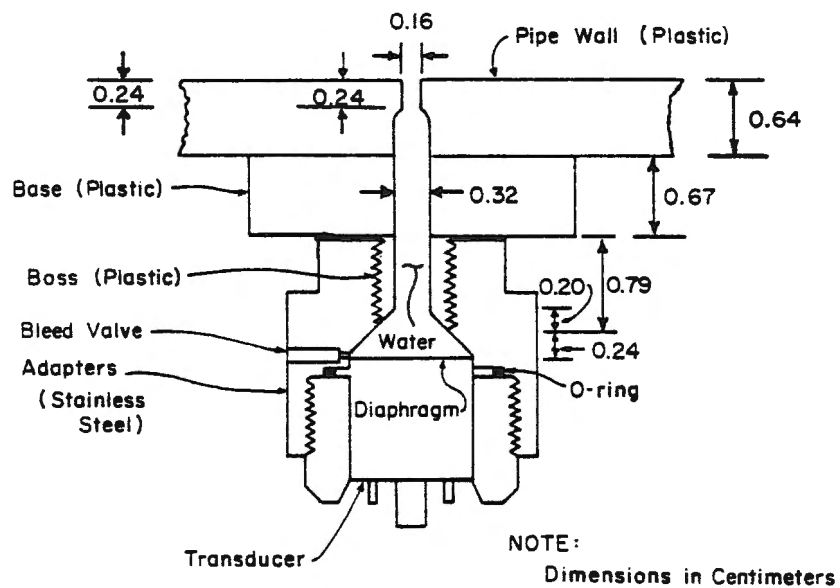 0.16
Pipe Wall (Plastic)
0.24
0.24
0.64
Base (Plastic)
0.32
0.67
Boss (Plastic)
0.20
0.79
Bleed Valve
Water
0.24
Adapters
(Stainless
Steel)
O-ring
Diaphragm
Transducer
NOTE:
Dimensions in Centimeters